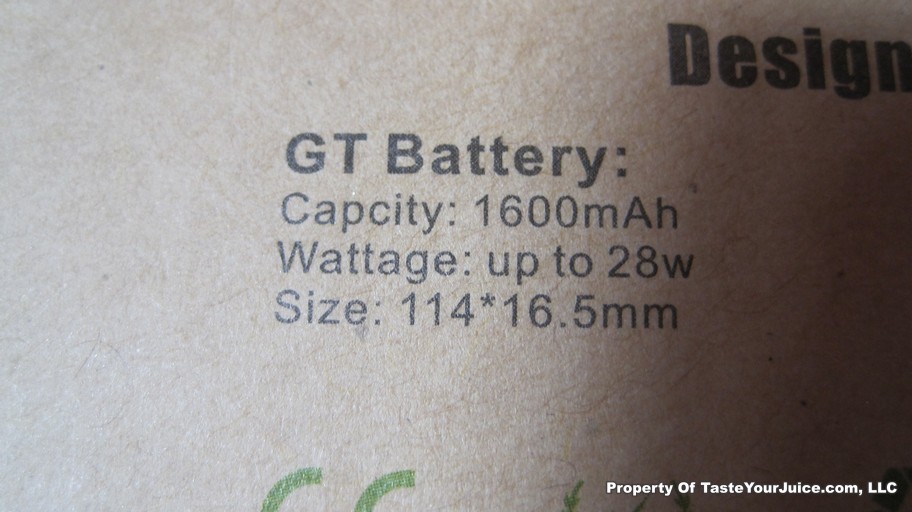 Design
GT Battery:
Capcity: 1600mAh
Wattage: up to 28w
Size: 114*16.5mm
Property Of TasteYourJuice.com, LLC